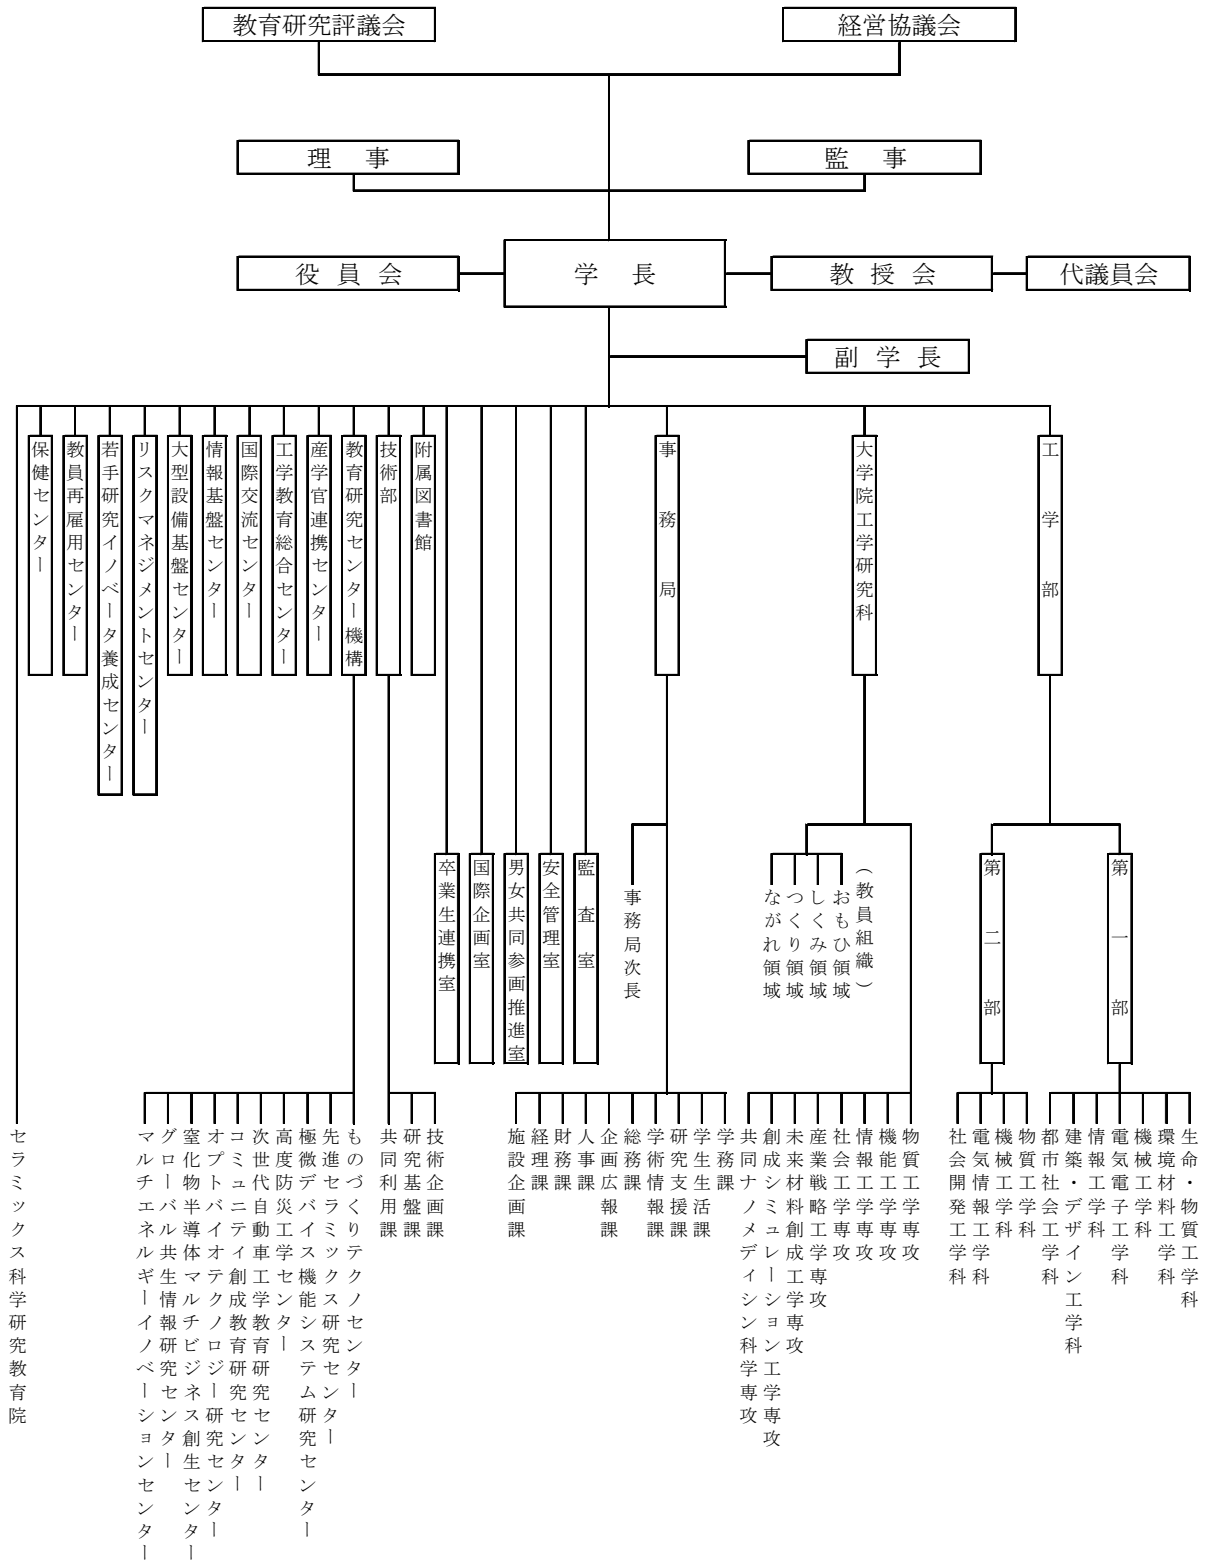 教育研究評議会
経営協議会
理事
監事
役員会
学長
教授会
代議員会
副学長
工学部
大学院工学研究科
事務局
附属図書館
技術部
教育研究センター機構
産学官連携センター
工学教育総合センター
国際交流センター
情報基盤センター
大型設備基盤センター
リスクマネジメントセンター
若手研究イノベータ養成センター
教員再雇用センター
保健センター
第一部
第二部
(教員組織)
おもひ領域
しくみ領域
つくり領域
ながれ領域
事務局次長
監査室
安全管理室
男女共同参画推進室
国際企画室
卒業生連携室
生命・物質工学科
環境材料工学科
機械工学科
電気電子工学科
情報工学科
建築・デザイン工学科
都市社会工学科
物質工学科
機械工学科
電気情報工学科
社会開発工学科
物質工学専攻
機能工学専攻
情報工学専攻
社会工学専攻
産業戦略工学専攻
未来材料創成工学専攻
創成シミュレーション工学専攻
共同ナノメディシン科学専攻
学務課
学生生活課
研究支援課
学術情報課
総務課
企画広報課
人事課
財務課
経理課
施設企画課
技術企画課
研究基盤課
共同利用課
ものづくりテクノセンター
先進セラミックス研究センター
極微デバイス機能システム研究センター
高度防災工学センター
次世代自動車工学教育研究センター
コミュニティ創成教育研究センター
オプトバイオテクノロジー研究センター
窒化物半導体マルチビジネス創生センター
グローバル共生情報研究センター
マルチエネルギーイノベーションセンター
セラミックス科学研究教育院